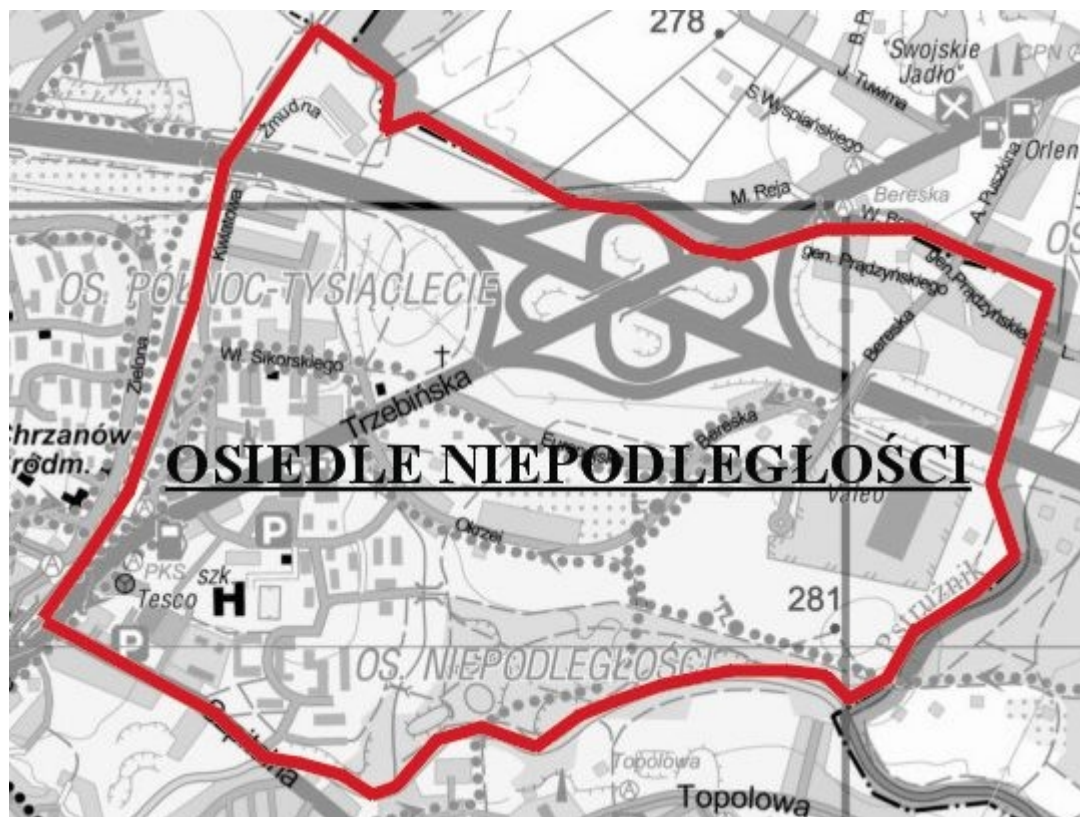 278
"Swojskie
Jadło"
CPN
J. Tuwima
S. Wyspiańskiego
Orlen
A. Puszkina
Żmudna
M. Reja
Bereska
Kwiatowa
gen. Prądzyńskiego
gen. Prądzyńskiego
OS. PÓŁNOC-TYSIĄCLECIE
Bereska
Zielona
Wł. Sikorskiego
Trzebińska
Bereska
OSIEDLE NIEPODLEGŁOŚCI
Valeo
Okrzei
PKS
szk
H
Tesco
P
P
281
Pstrużnik
OS. NIEPODLEGŁOŚCI
Topolowa
Topolowa